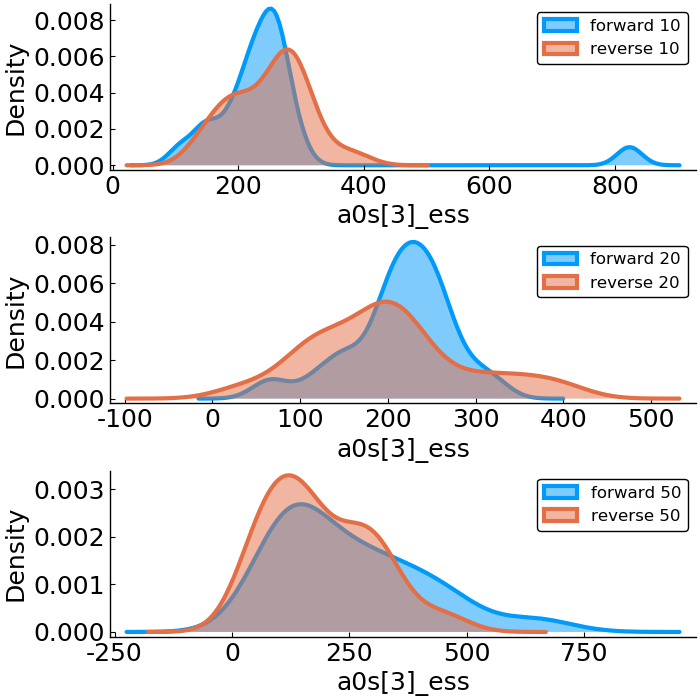 0.008
0.006
0.004
0.002
0.000
Density
forward 10
reverse 10
0 200 400 600 800
a0s[3]_ess
0.008
0.006
0.004
0.002
0.000
Density
forward 20
reverse 20
-100 0 100 200 300 400 500
a0s[3]_ess
0.003
0.002
0.001
0.000
Density
forward 50
reverse 50
-250 0 250 500 750
a0s[3]_ess